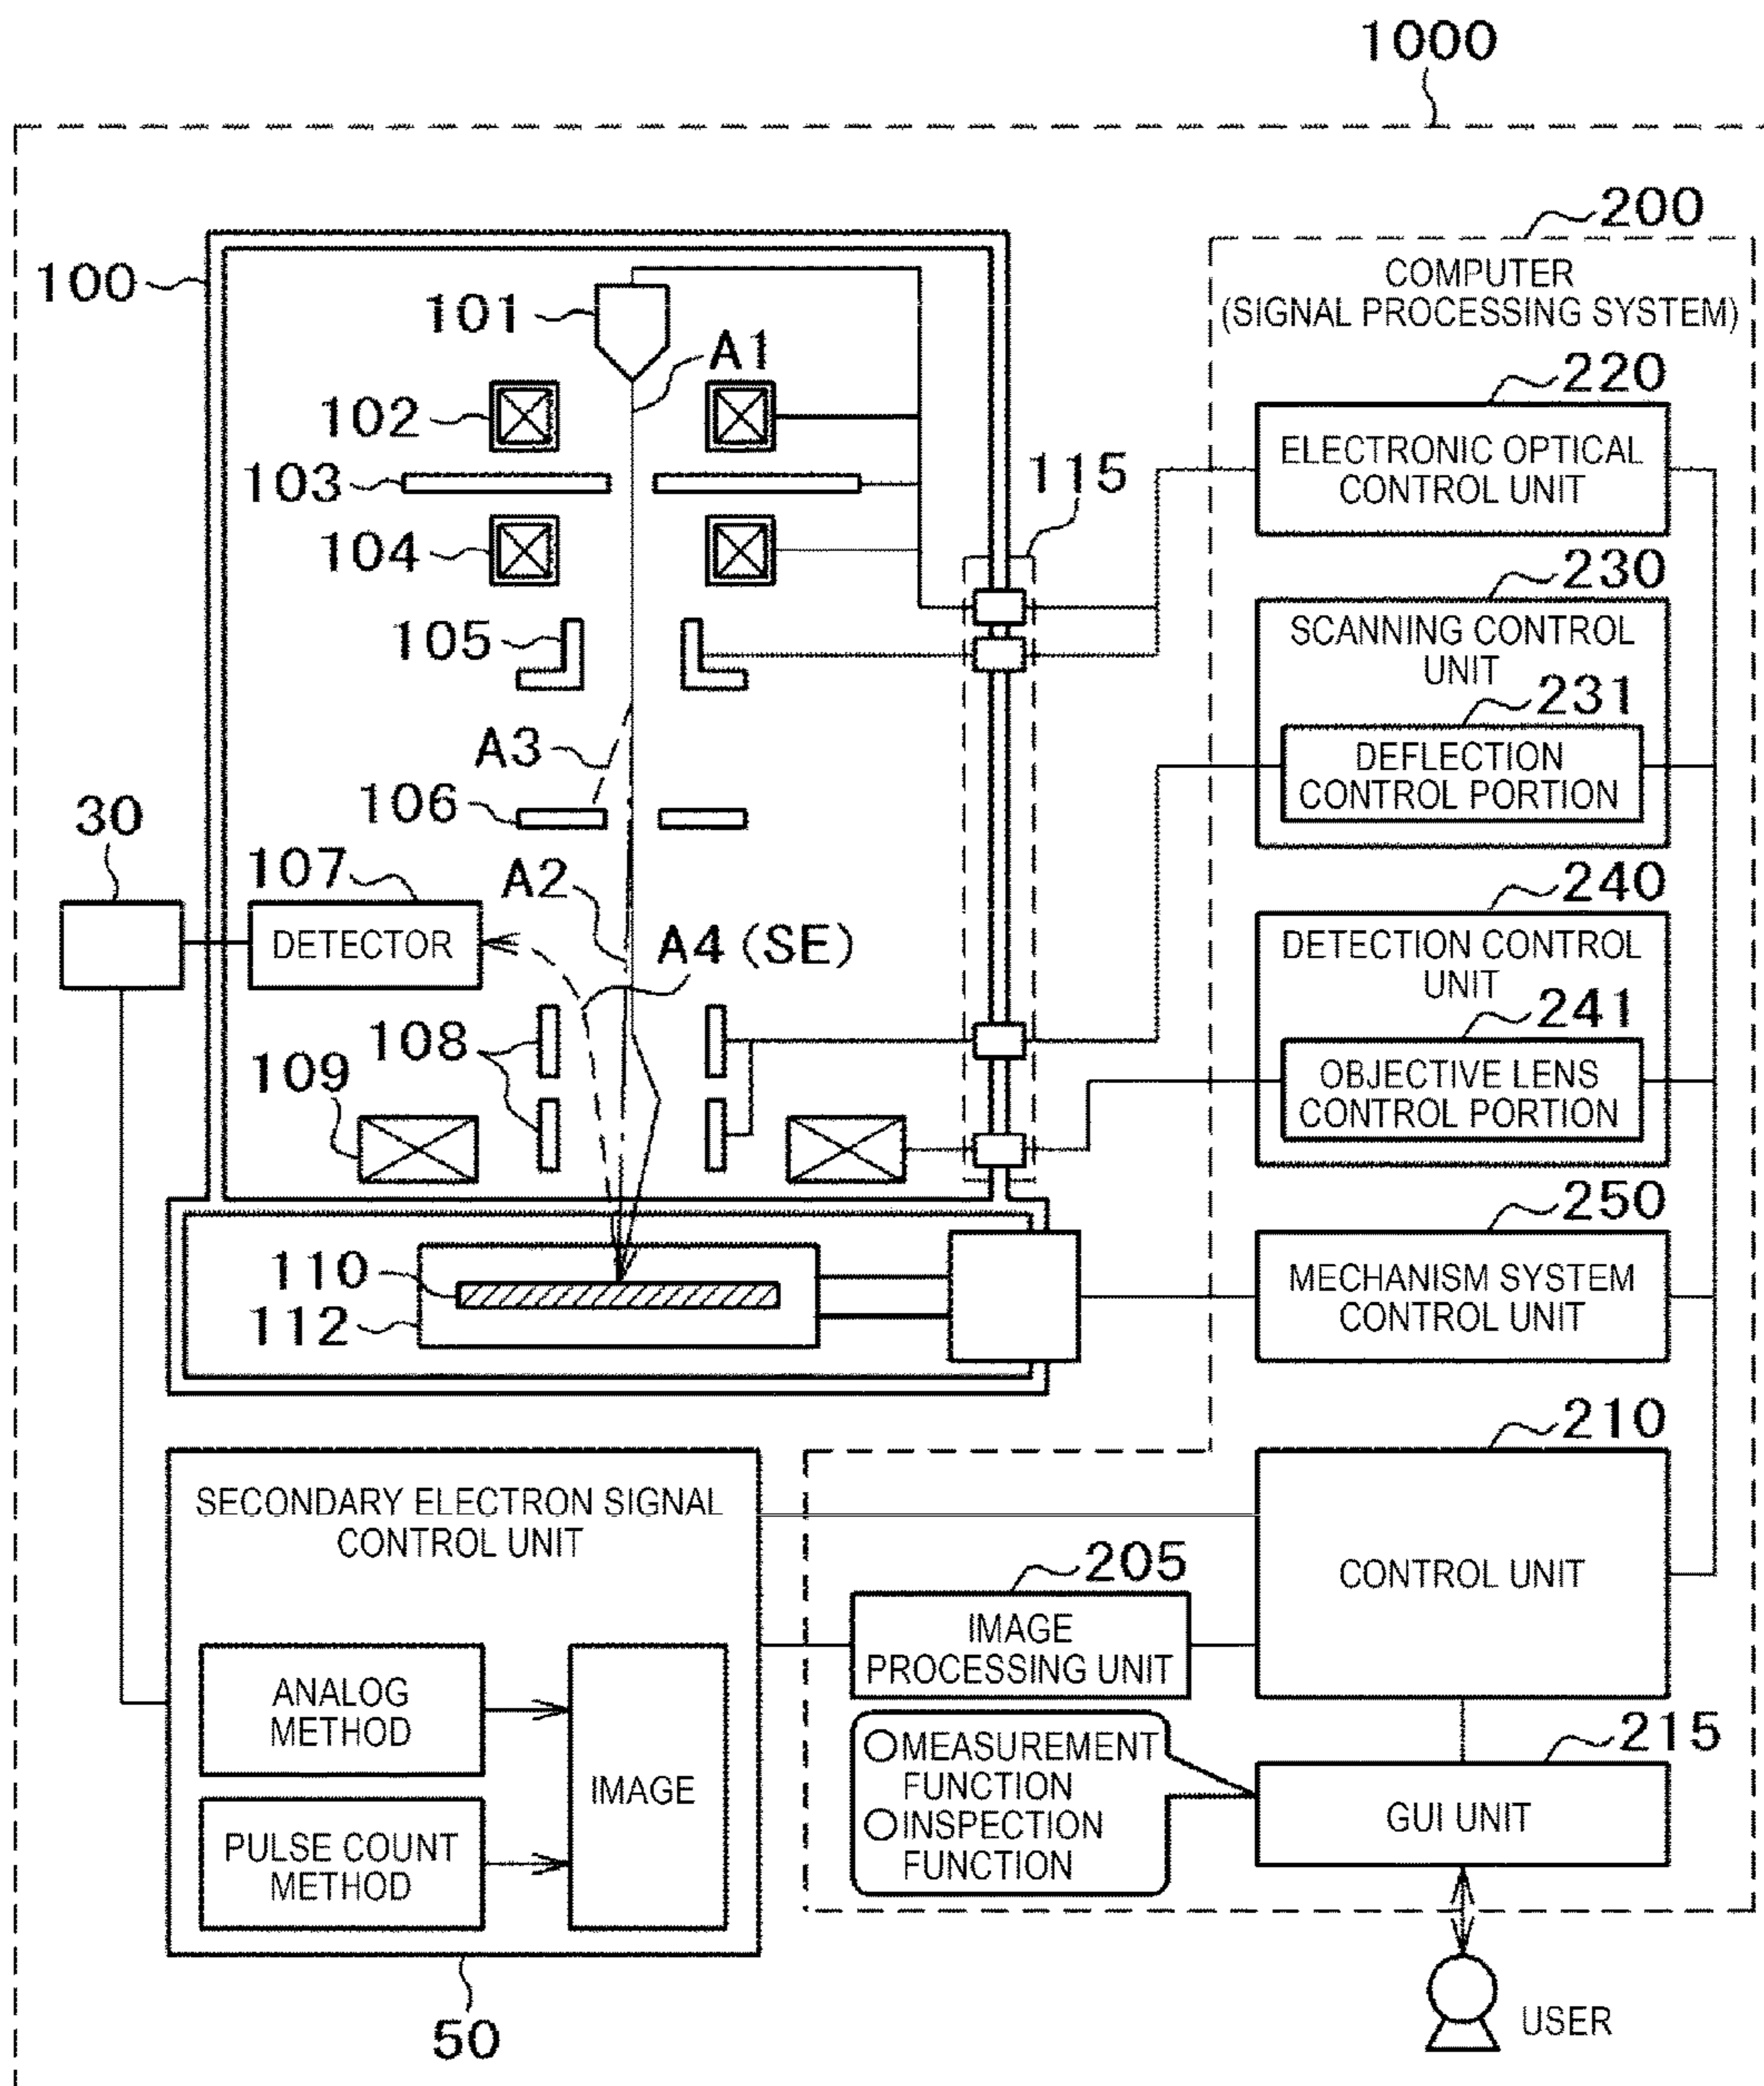 1000
200
COMPUTER
(SIGNAL PROCESSING SYSTEM)
100
101
A1
102
103
104
105
115
220
ELECTRONIC OPTICAL
CONTROL UNIT
230
SCANNING CONTROL
UNIT
231
DEFLECTION
CONTROL PORTION
A3
106
30
107
DETECTOR
A2
A4 (SE)
240
DETECTION CONTROL
UNIT
241
OBJECTIVE LENS
CONTROL PORTION
108
109
110
112
250
MECHANISM SYSTEM
CONTROL UNIT
210
CONTROL UNIT
SECONDARY ELECTRON SIGNAL
CONTROL UNIT
ANALOG
METHOD
PULSE COUNT
METHOD
IMAGE
50
205
IMAGE
PROCESSING UNIT
○MEASUREMENT
FUNCTION
○INSPECTION
FUNCTION
215
GUI UNIT
USER